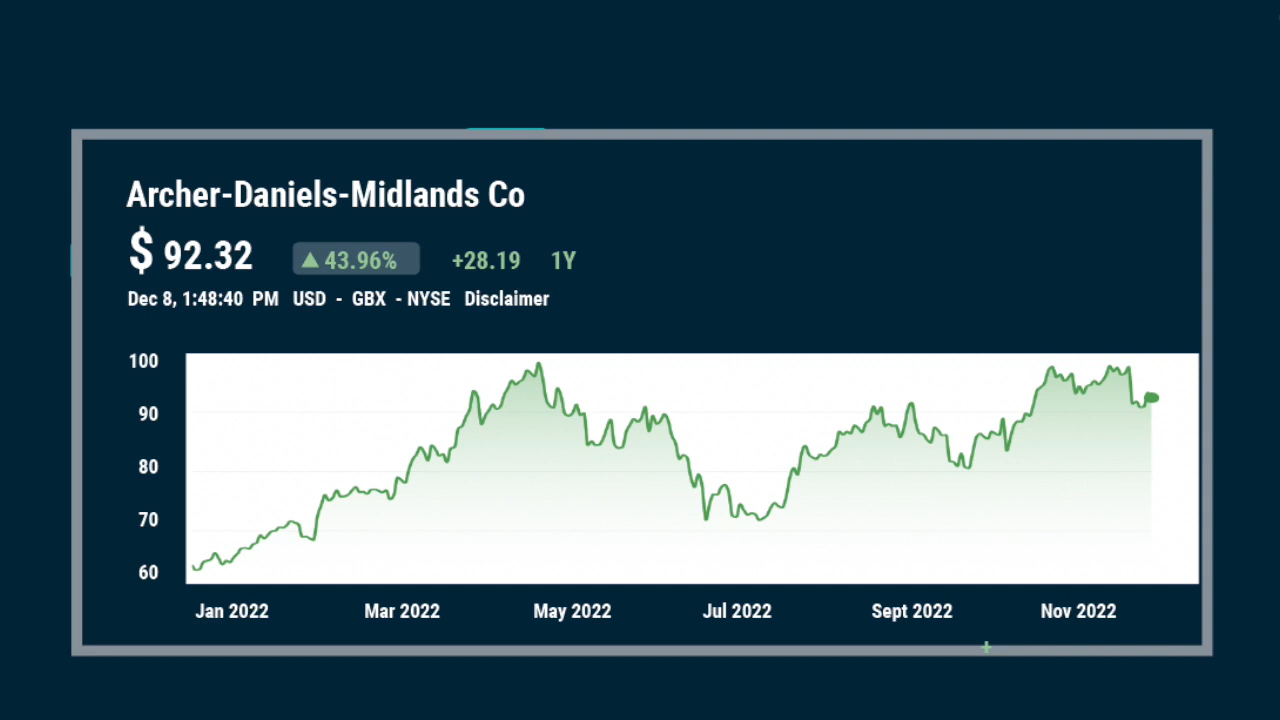 Archer-Daniels-Midlands Co
$ 92.32 ▲ 43.96% +28.19 1Y
Dec 8, 1:48:40 PM USD - GBX - NYSE Disclaimer
100
90
80
70
60
Jan 2022 Mar 2022 May 2022 Jul 2022 Sept 2022 Nov 2022